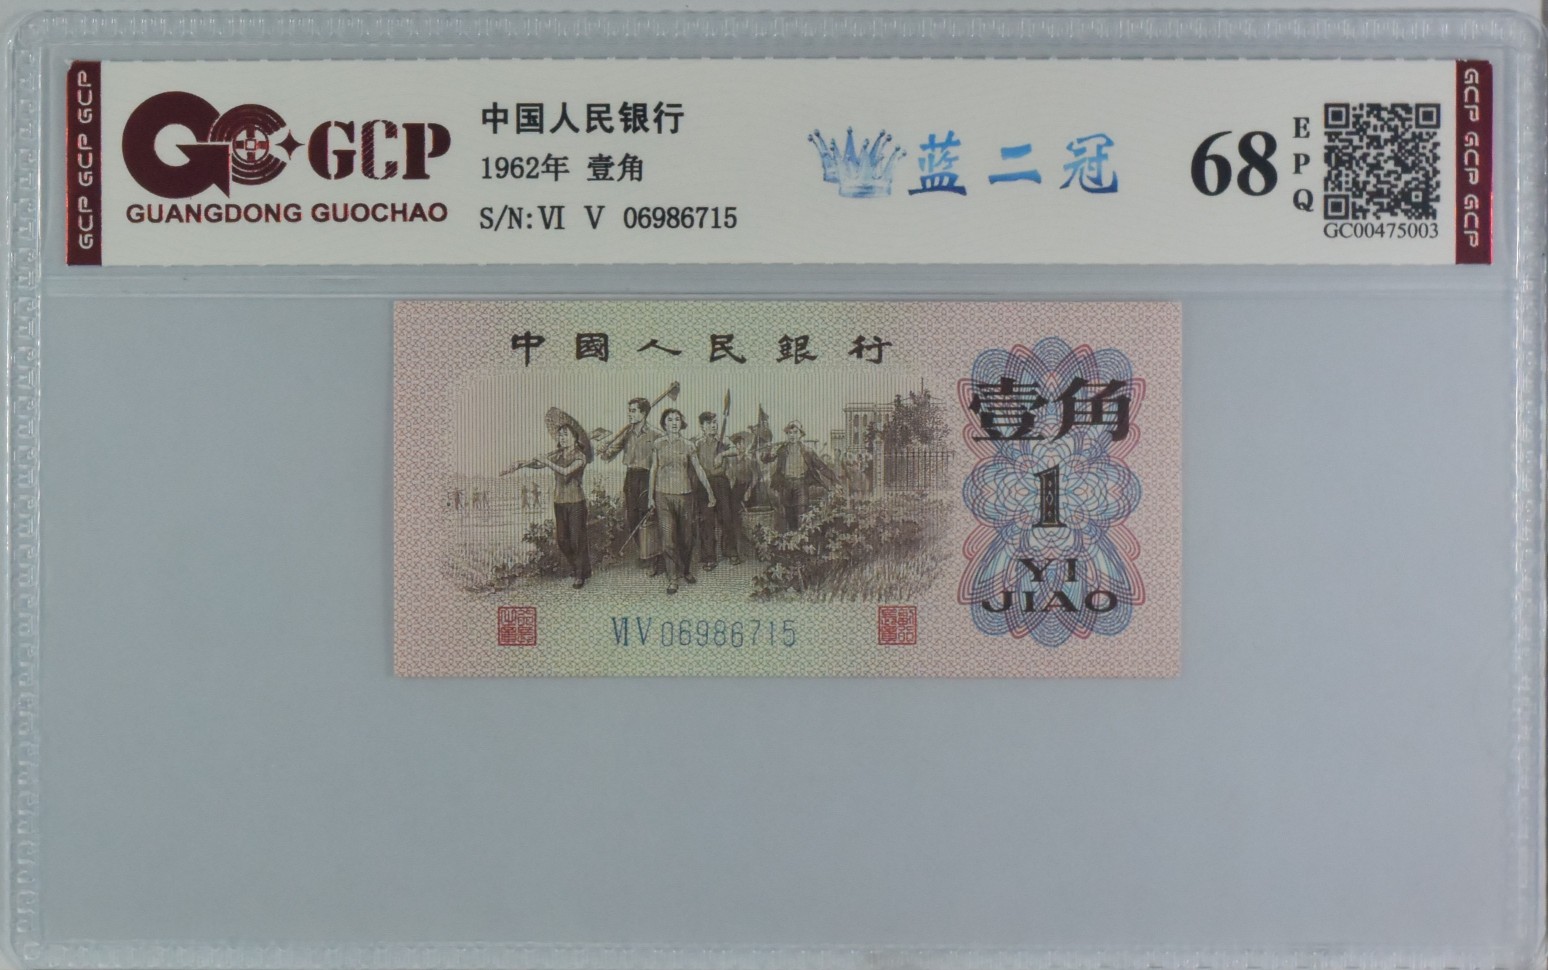 GCP GCP GCP
GCP
GUANGDONG GUOCHAO
中国人民银行
1962年 壹角
S/N:Ⅵ Ⅴ 06986715
蓝二冠
68
EPQ
GC00475003
GCP GCP GCP
中國人民銀行
壹角
1
YI
JIAO
ⅥⅤ06986715